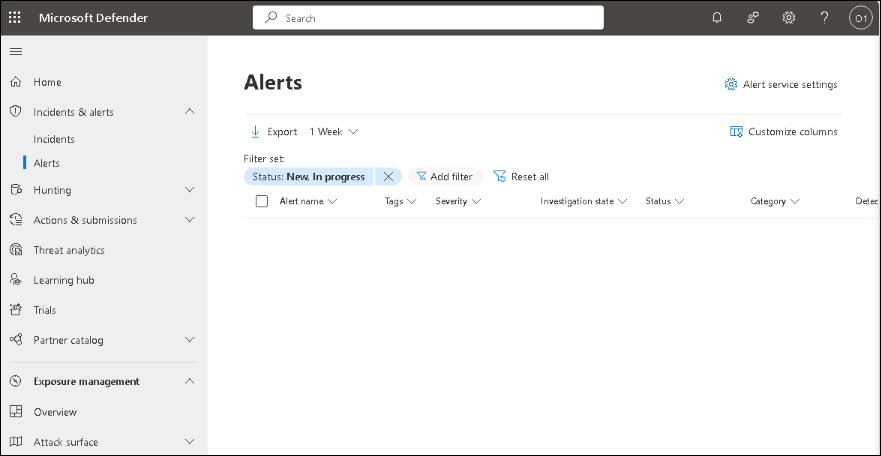 Microsoft Defender
Search
O1
Home
Incidents & alerts
Incidents
Alerts
Hunting
Actions & submissions
Threat analytics
Learning hub
Trials
Partner catalog
Exposure management
Overview
Attack surface
Alerts
Alert service settings
Export 1 Week
Customize columns
Filter set:
Status: New, In progress Add filter Reset all
Alert name Tags Severity Investigation state Status Category Detec